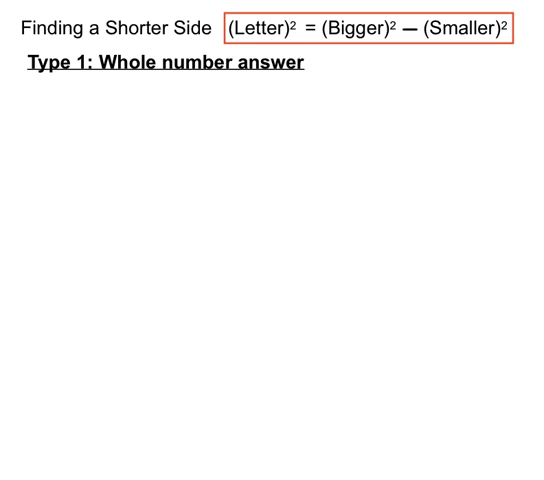 Finding a Shorter Side (Letter)² = (Bigger)² – (Smaller)²
Type 1: Whole number answer